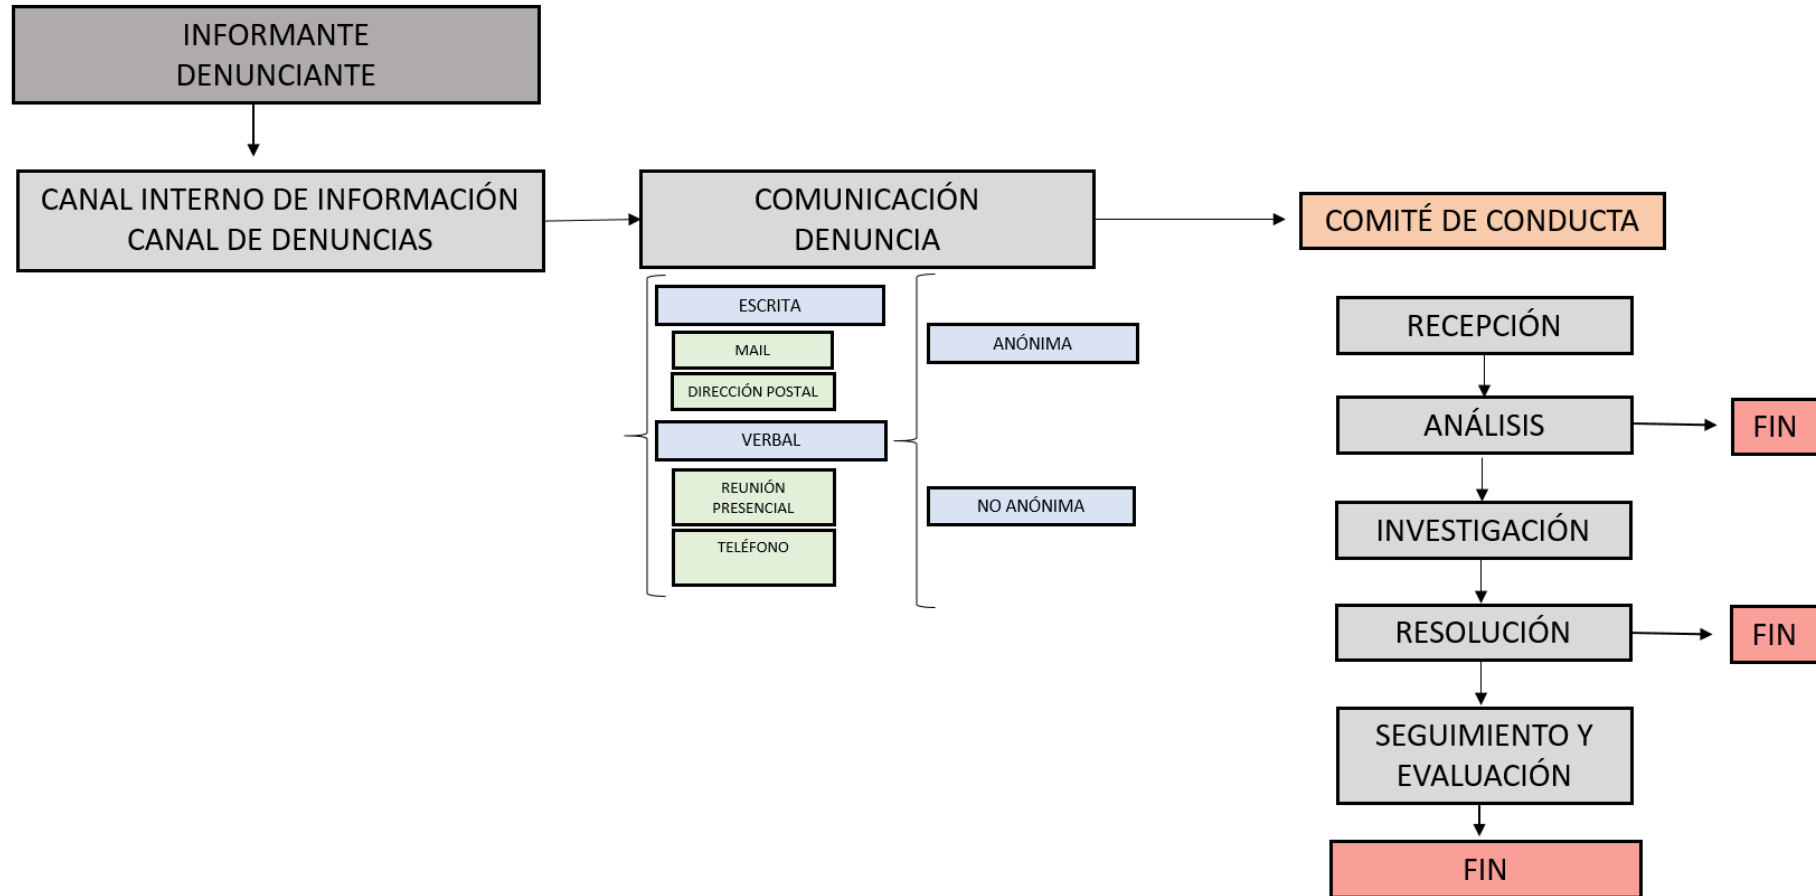 INFORMANTE
DENUNCIANTE
CANAL INTERNO DE INFORMACIÓN
CANAL DE DENUNCIAS
COMUNICACIÓN
DENUNCIA
COMITÉ DE CONDUCTA
ESCRITA
MAIL
DIRECCIÓN POSTAL
VERBAL
REUNIÓN
PRESENCIAL
TELÉFONO
ANÓNIMA
NO ANÓNIMA
RECEPCIÓN
ANÁLISIS
FIN
INVESTIGACIÓN
RESOLUCIÓN
FIN
SEGUIMIENTO Y
EVALUACIÓN
FIN